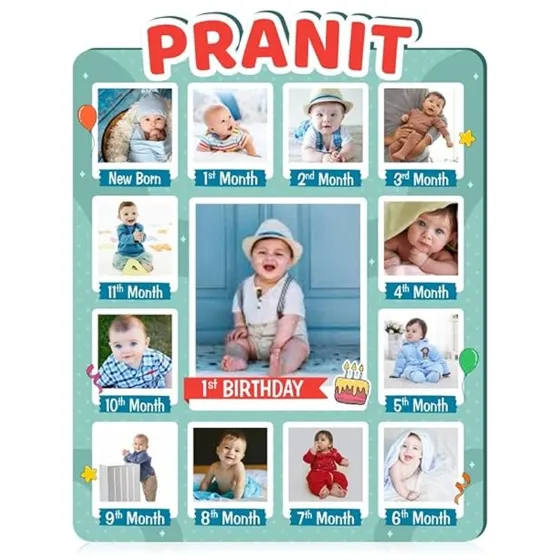 PRANIT
New Born
1st Month
2nd Month
3rd Month
11th Month
4th Month
10th Month
1st BIRTHDAY
5th Month
9th Month
8th Month
7th Month
6th Month